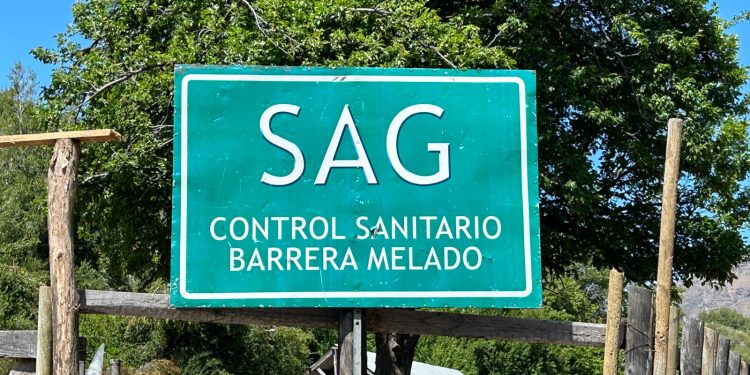 SAG
CONTROL SANITARIO
BARRERA MELADO